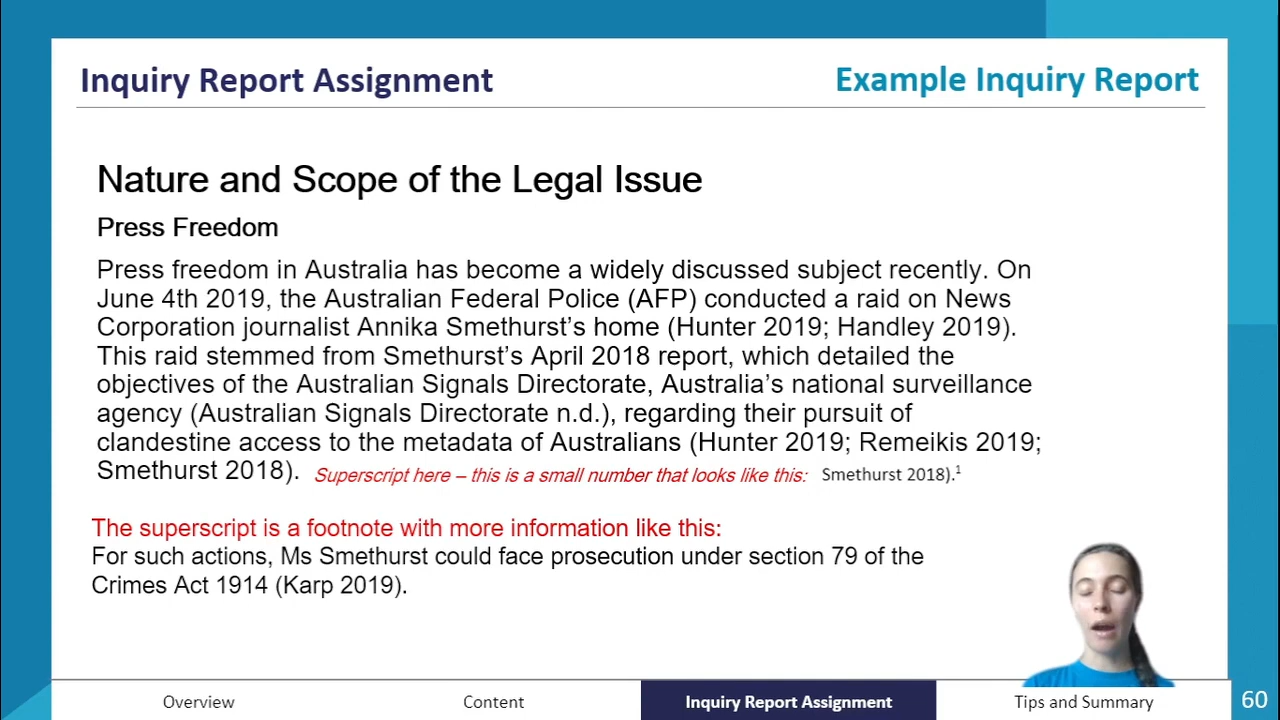 Inquiry Report Assignment
Example Inquiry Report
Nature and Scope of the Legal Issue
Press Freedom
Press freedom in Australia has become a widely discussed subject recently. On
June 4th 2019, the Australian Federal Police (AFP) conducted a raid on News
Corporation journalist Annika Smethurst’s home (Hunter 2019; Handley 2019).
This raid stemmed from Smethurst’s April 2018 report, which detailed the
objectives of the Australian Signals Directorate, Australia’s national surveillance
agency (Australian Signals Directorate n.d.), regarding their pursuit of
clandestine access to the metadata of Australians (Hunter 2019; Remeikis 2019;
Smethurst 2018). Superscript here – this is a small number that looks like this: Smethurst 2018).¹
The superscript is a footnote with more information like this:
For such actions, Ms Smethurst could face prosecution under section 79 of the
Crimes Act 1914 (Karp 2019).
Overview Content Inquiry Report Assignment Tips and Summary 60